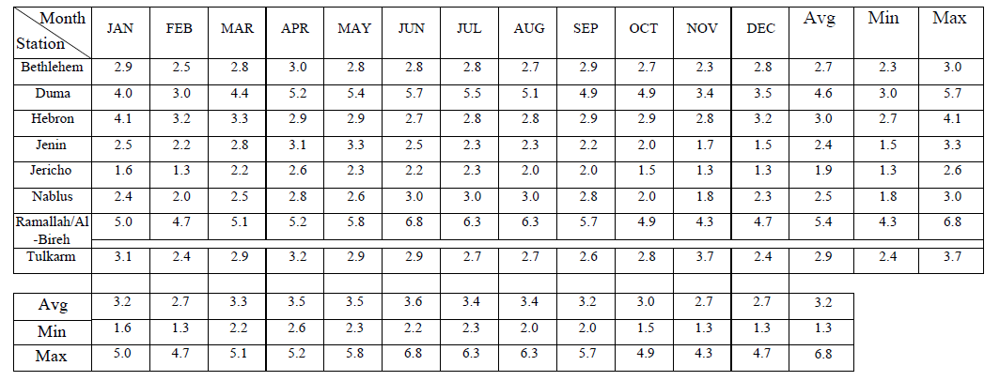 Month
Station JAN FEB MAR APR MAY JUN JUL AUG SEP OCT NOV DEC Avg Min Max
Bethlehem 2.9 2.5 2.8 3.0 2.8 2.8 2.8 2.7 2.9 2.7 2.3 2.8 2.7 2.3 3.0
Duma 4.0 3.0 4.4 5.2 5.4 5.7 5.5 5.1 4.9 4.9 3.4 3.5 4.6 3.0 5.7
Hebron 4.1 3.2 3.3 2.9 2.9 2.7 2.8 2.8 2.9 2.9 2.8 3.2 3.0 2.7 4.1
Jenin 2.5 2.2 2.8 3.1 3.3 2.5 2.3 2.3 2.2 2.0 1.7 1.5 2.4 1.5 3.3
Jericho 1.6 1.3 2.2 2.6 2.3 2.2 2.3 2.0 2.0 1.5 1.3 1.3 1.9 1.3 2.6
Nablus 2.4 2.0 2.5 2.8 2.6 3.0 3.0 3.0 2.8 2.0 1.8 2.3 2.5 1.8 3.0
Ramallah/Al 5.0 4.7 5.1 5.2 5.8 6.8 6.3 6.3 5.7 4.9 4.3 4.7 5.4 4.3 6.8
-Bireh
Tulkarm 3.1 2.4 2.9 3.2 2.9 2.9 2.7 2.7 2.6 2.8 3.7 2.4 2.9 2.4 3.7
Avg 3.2 2.7 3.3 3.5 3.5 3.6 3.4 3.4 3.2 3.0 2.7 2.7 3.2
Min 1.6 1.3 2.2 2.6 2.3 2.2 2.3 2.0 2.0 1.5 1.3 1.3 1.3
Max 5.0 4.7 5.1 5.2 5.8 6.8 6.3 6.3 5.7 4.9 4.3 4.7 6.8